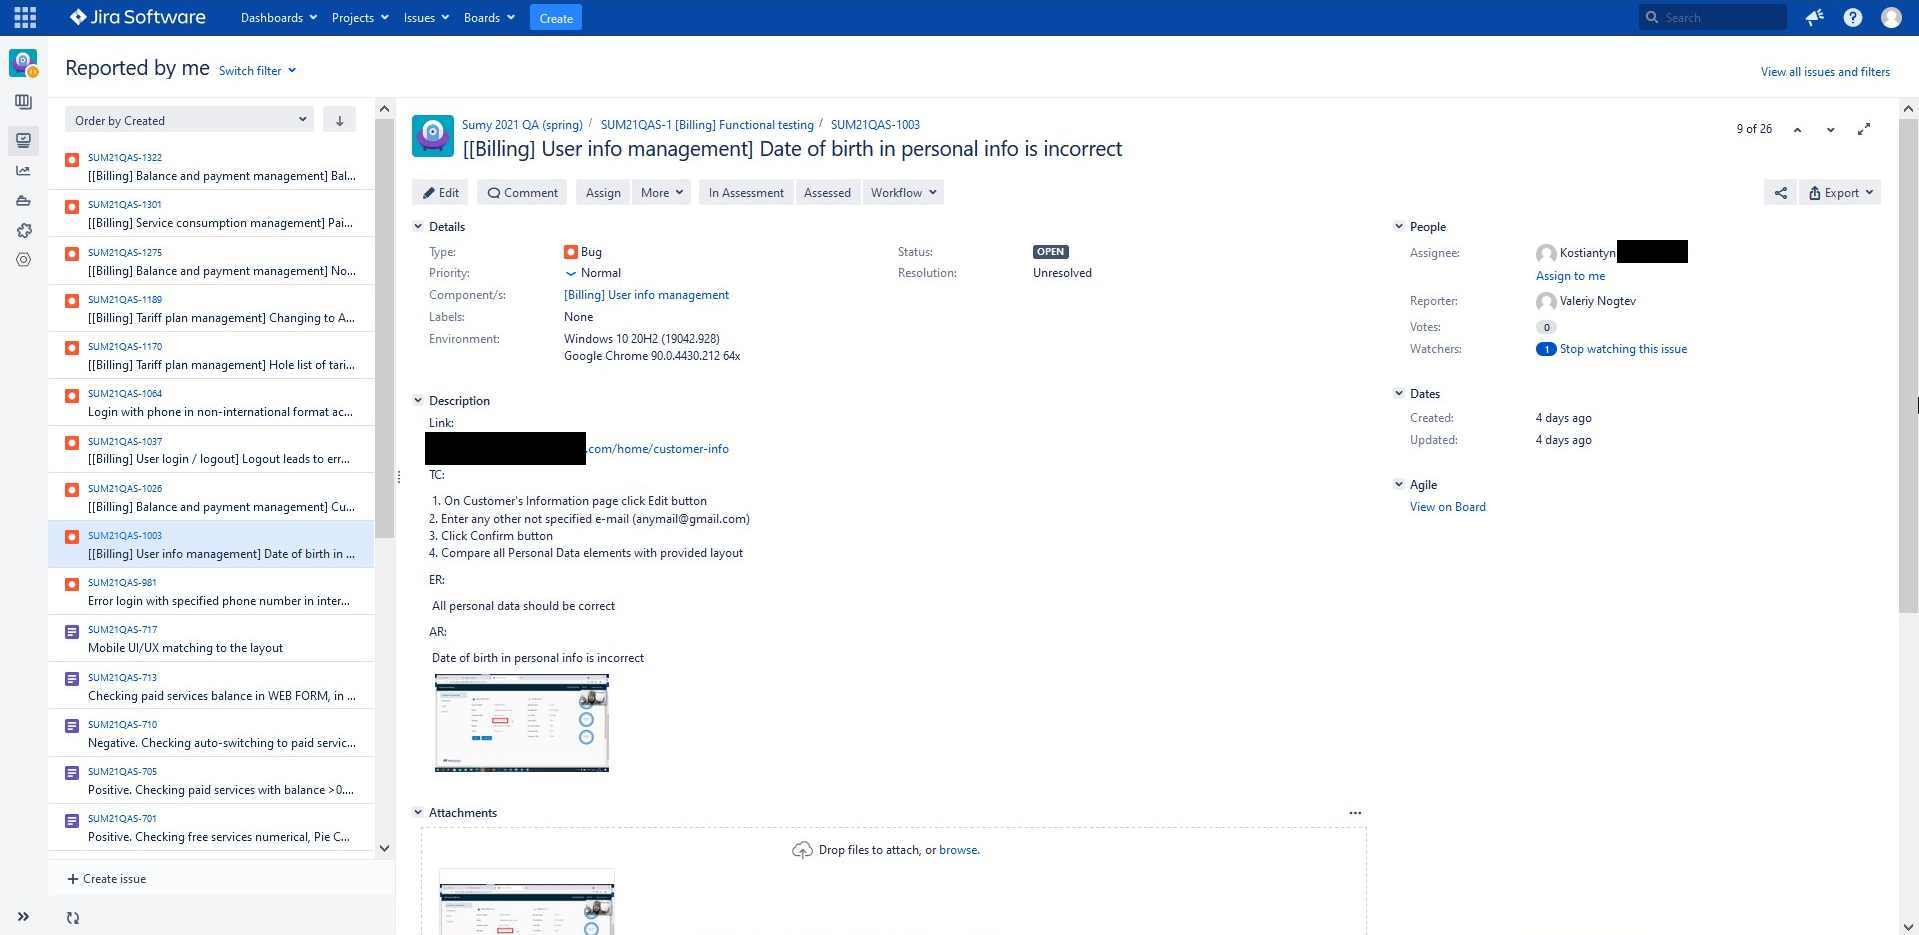 Jira Software
Dashboards
Projects
Issues
Boards
Create
Search
Reported by me
Switch filter
View all issues and filters
Order by Created
SUM21QAS-1322
[[Billing] Balance and payment management] Bal...
SUM21QAS-1301
[[Billing] Service consumption management] Pai...
SUM21QAS-1275
[[Billing] Balance and payment management] No...
SUM21QAS-1189
[[Billing] Tariff plan management] Changing to A...
SUM21QAS-1170
[[Billing] Tariff plan management] Hole list of tari...
SUM21QAS-1064
Login with phone in non-international format ac...
SUM21QAS-1037
[[Billing] User login / logout] Logout leads to err...
SUM21QAS-1026
[[Billing] Balance and payment management] Cu...
SUM21QAS-1003
[[Billing] User info management] Date of birth in ...
SUM21QAS-981
Error login with specified phone number in inter...
SUM21QAS-717
Mobile UI/UX matching to the layout
SUM21QAS-713
Checking paid services balance in WEB FORM, in ...
SUM21QAS-710
Negative. Checking auto-switching to paid servic...
SUM21QAS-705
Positive. Checking paid services with balance >0....
SUM21QAS-701
Positive. Checking free services numerical, Pie C...
+ Create issue
Sumy 2021 QA (spring) / SUM21QAS-1 [Billing] Functional testing / SUM21QAS-1003
[[Billing] User info management] Date of birth in personal info is incorrect
9 of 26
Edit
Comment
Assign
More
In Assessment
Assessed
Workflow
Export
Details
Type: Bug
Status: OPEN
Priority: Normal
Resolution: Unresolved
Component/s: [Billing] User info management
Labels: None
Environment: Windows 10 20H2 (19042.928)
Google Chrome 90.0.4430.212 64x
Description
Link:
.com/home/customer-info
TC:
1. On Customer's Information page click Edit button
2. Enter any other not specified e-mail (anymail@gmail.com)
3. Click Confirm button
4. Compare all Personal Data elements with provided layout
ER:
All personal data should be correct
AR:
Date of birth in personal info is incorrect
Attachments
Drop files to attach, or browse.
People
Assignee: Kostiantyn
Assign to me
Reporter: Valeriy Nogtev
Votes: 0
Watchers: 1 Stop watching this issue
Dates
Created: 4 days ago
Updated: 4 days ago
Agile
View on Board